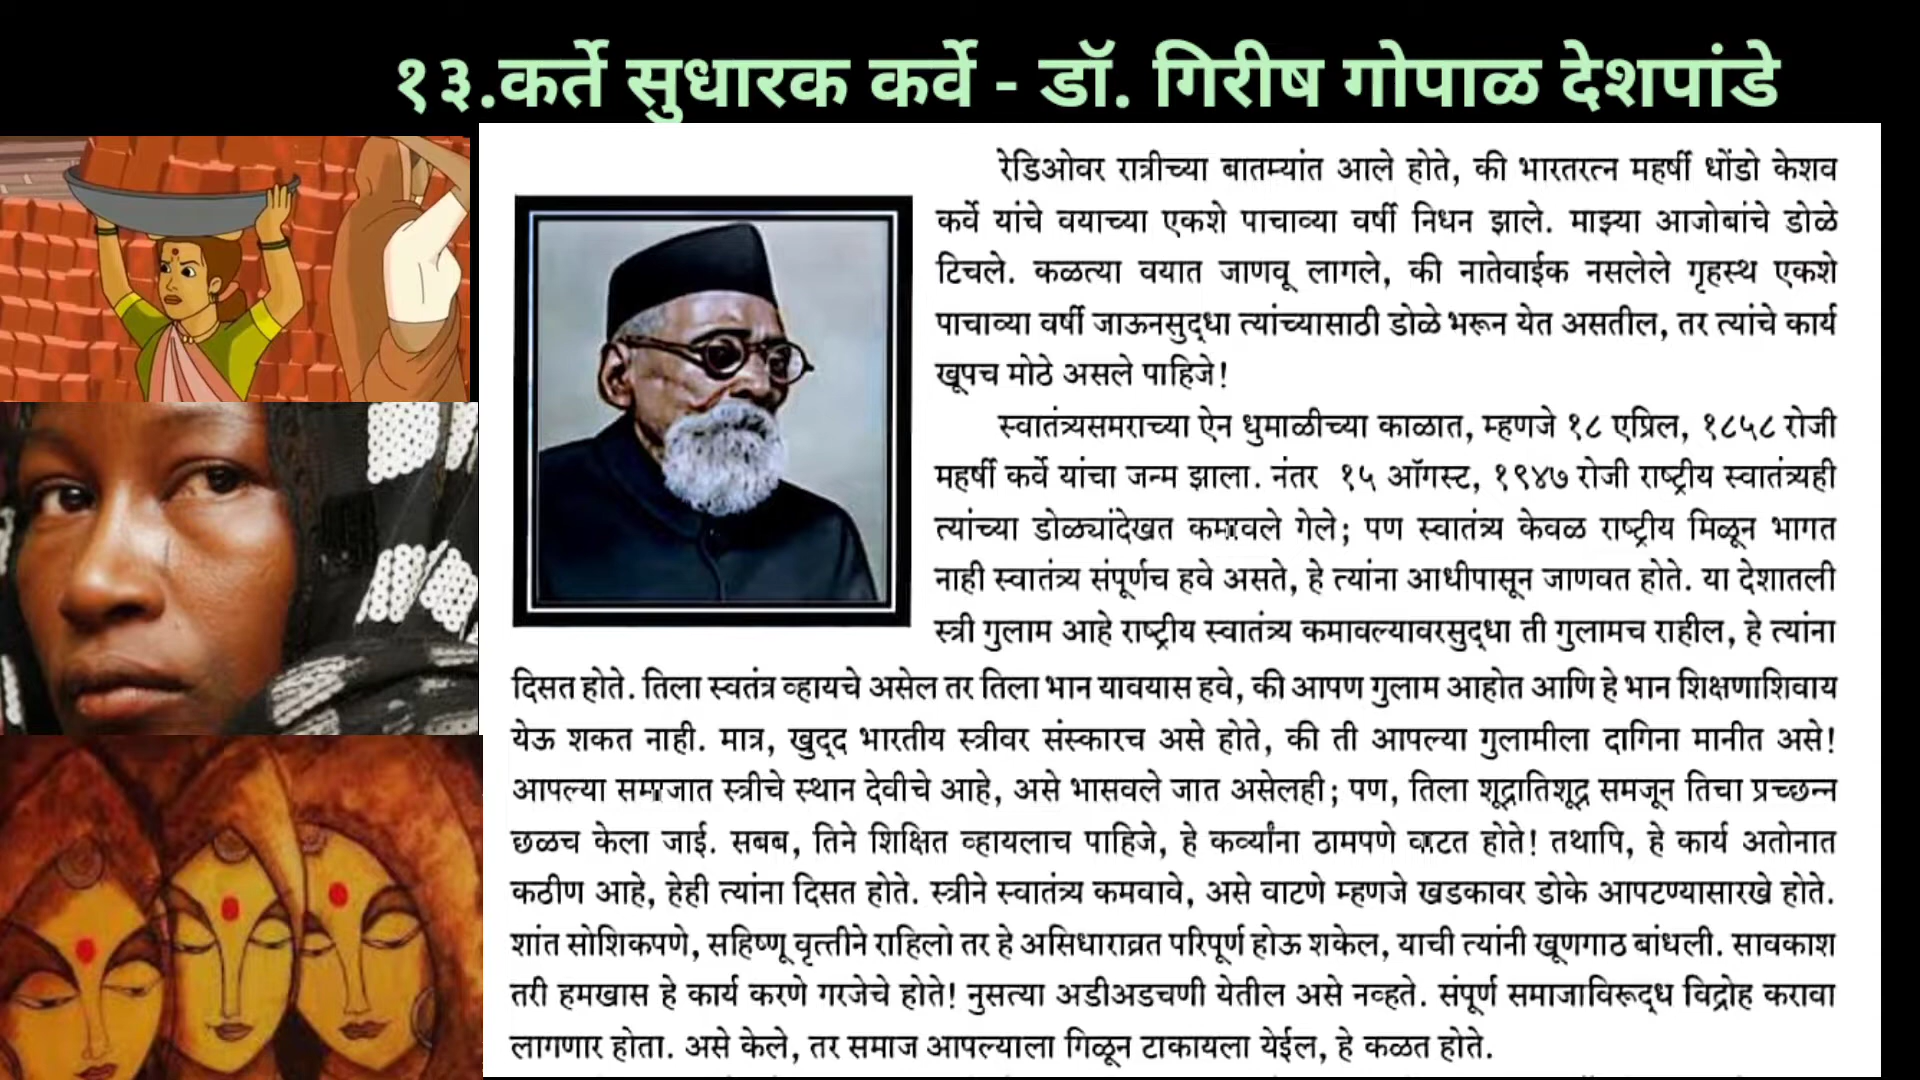 १३.कर्ते सुधारक कर्वे - डॉ. गिरीष गोपाळ देशपांडे
रेडिओवर रात्रीच्या बातम्यांत आले होते, की भारतरत्न महर्षी धोंडो केशव
कर्वे यांचे वयाच्या एकशे पाचाव्या वर्षी निधन झाले. माझ्या आजोबांचे डोळे
टिचले. कळत्या वयात जाणवू लागले, की नातेवाईक नसलेले गृहस्थ एकशे
पाचाव्या वर्षी जाऊनसुद्धा त्यांच्यासाठी डोळे भरून येत असतील, तर त्यांचे कार्य
खूपच मोठे असले पाहिजे!
स्वातंत्र्यसमराच्या ऐन धुमाळीच्या काळात, म्हणजे १८ एप्रिल, १८५८ रोजी
महर्षी कर्वे यांचा जन्म झाला. नंतर १५ ऑगस्ट, १९४७ रोजी राष्ट्रीय स्वातंत्र्यही
त्यांच्या डोळ्यांदेखत कमावले गेले; पण स्वातंत्र्य केवळ राष्ट्रीय मिळून भागत
नाही स्वातंत्र्य संपूर्णच हवे असते, हे त्यांना आधीपासून जाणवत होते. या देशातली
स्त्री गुलाम आहे राष्ट्रीय स्वातंत्र्य कमावल्यावरसुद्धा ती गुलामच राहील, हे त्यांना
दिसत होते. तिला स्वतंत्र व्हायचे असेल तर तिला भान यावयास हवे, की आपण गुलाम आहोत आणि हे भान शिक्षणाशिवाय
येऊ शकत नाही. मात्र, खुद्द भारतीय स्त्रीवर संस्कारच असे होते, की ती आपल्या गुलामीला दागिना मानीत असे!
आपल्या समाजात स्त्रीचे स्थान देवीचे आहे, असे भासवले जात असेलही; पण, तिला शूद्रातिशूद्र समजून तिचा प्रच्छन्न
छळच केला जाई. सबब, तिने शिक्षित व्हायलाच पाहिजे, हे कर्व्यांना ठामपणे वाटत होते! तथापि, हे कार्य अतोनात
कठीण आहे, हेही त्यांना दिसत होते. स्त्रीने स्वातंत्र्य कमवावे, असे वाटणे म्हणजे खडकावर डोके आपटण्यासारखे होते.
शांत सोशिकपणे, सहिष्णू वृत्तीने राहिलो तर हे असिधाराव्रत परिपूर्ण होऊ शकेल, याची त्यांनी खूणगाठ बांधली. सावकाश
तरी हमखास हे कार्य करणे गरजेचे होते! नुसत्या अडीअडचणी येतील असे नव्हते. संपूर्ण समाजाविरूद्ध विद्रोह करावा
लागणार होता. असे केले, तर समाज आपल्याला गिळून टाकायला येईल, हे कळत होते.